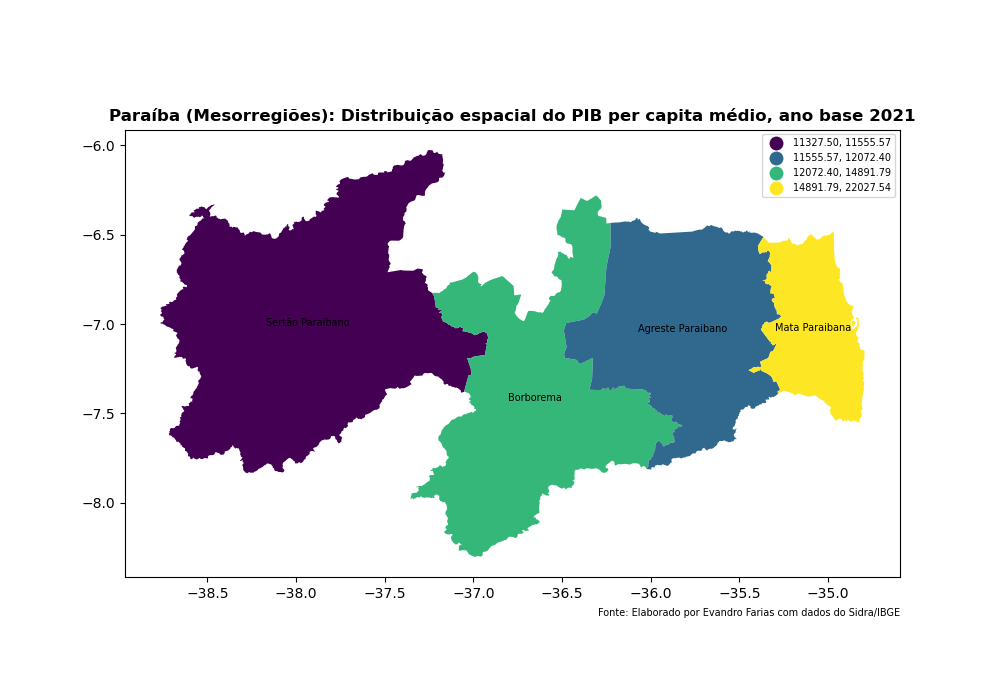 Paraíba (Mesorregiões): Distribuição espacial do PIB per capita médio, ano base 2021
11327.50, 11555.57
11555.57, 12072.40
12072.40, 14891.79
14891.79, 22027.54
−6.0
−6.5
−7.0
−7.5
−8.0
Sertão Paraibano
Borborema
Agreste Paraibano
Mata Paraibana
−38.5
−38.0
−37.5
−37.0
−36.5
−36.0
−35.5
−35.0
Fonte: Elaborado por Evandro Farias com dados do Sidra/IBGE